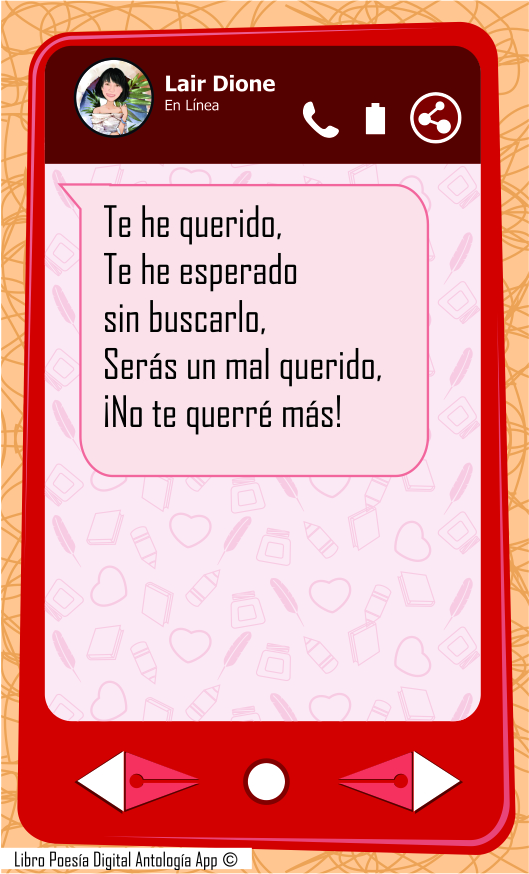 Lair Dione
En Línea
Te he querido,
Te he esperado
sin buscarlo,
Serás un mal querido,
¡No te querré más!
Libro Poesía Digital Antología App ©